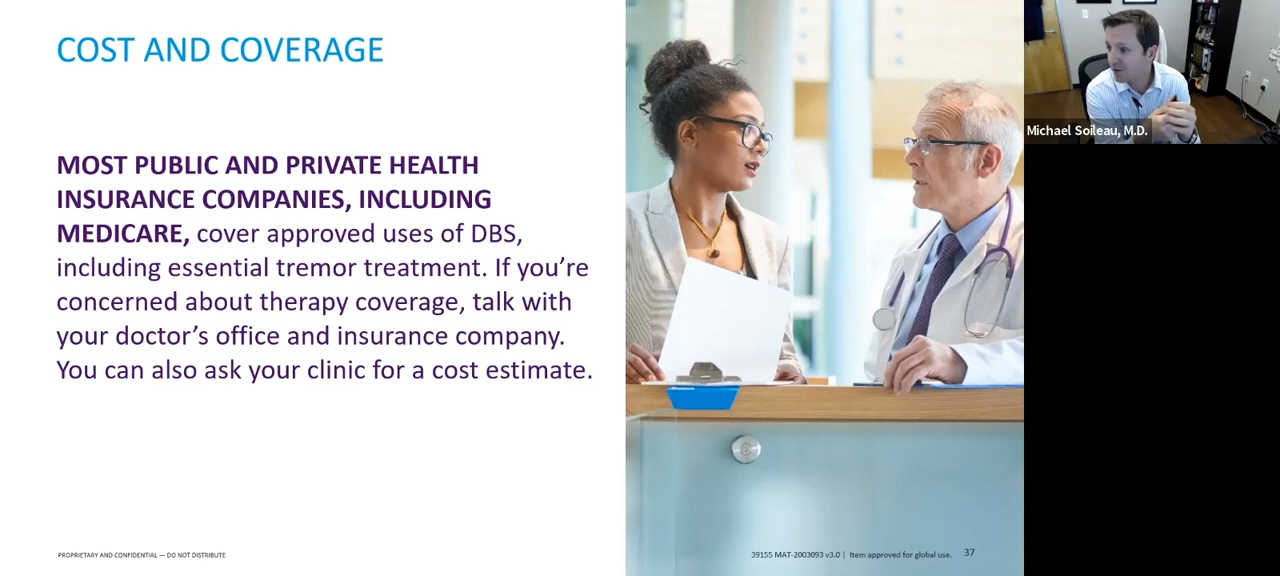 COST AND COVERAGE
MOST PUBLIC AND PRIVATE HEALTH
INSURANCE COMPANIES, INCLUDING
MEDICARE, cover approved uses of DBS,
including essential tremor treatment. If you’re
concerned about therapy coverage, talk with
your doctor’s office and insurance company.
You can also ask your clinic for a cost estimate.
Michael Soileau, M.D.
PROPRIETARY AND CONFIDENTIAL — DO NOT DISTRIBUTE
39155 MAT-2003093 v3.0 | Item approved for global use. 37